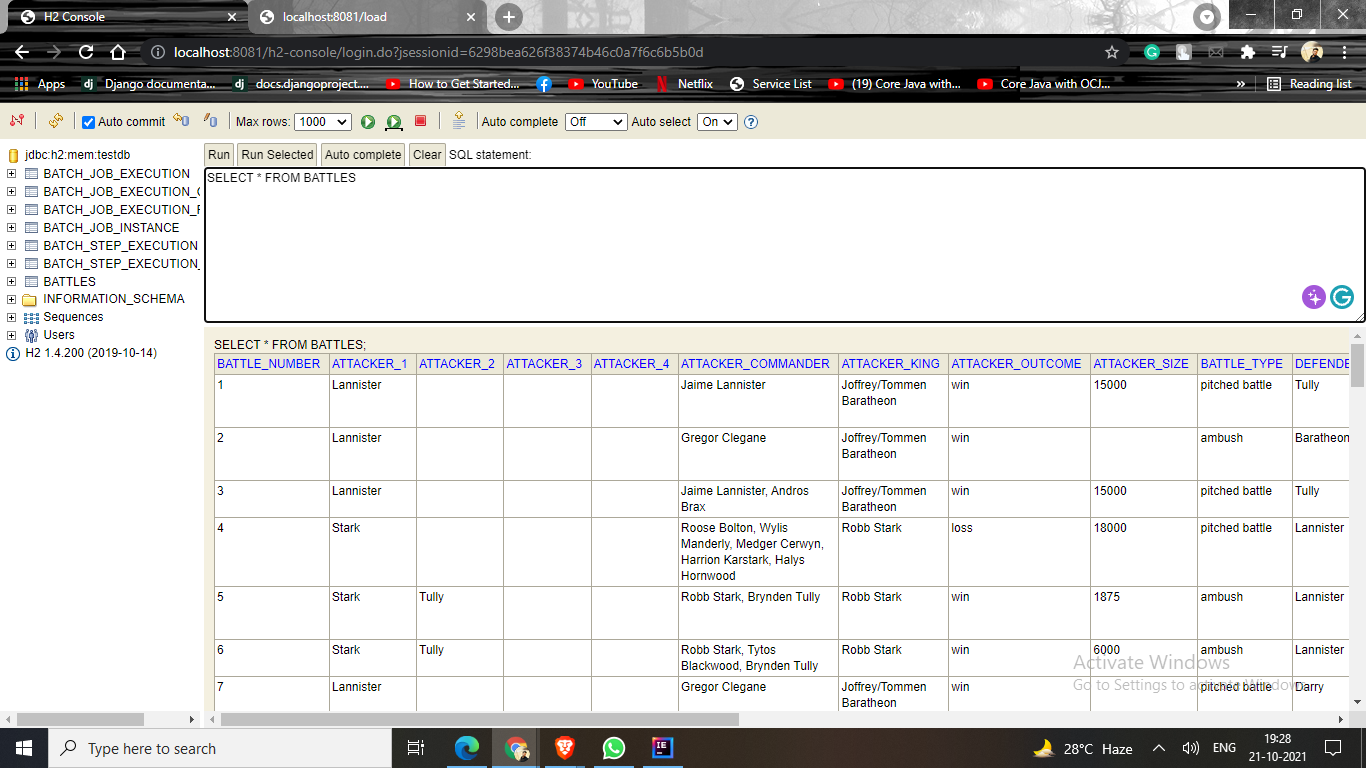 H2 Console
localhost:8081/load
localhost:8081/h2-console/login.do?jsessionid=6298bea626f38374b46c0a7f6c6b5b0d
Apps
dj Django documenta...
dj docs.djangoproject....
How to Get Started...
YouTube
Netflix
Service List
(19) Core Java with...
Core Java with OCJ...
»
Reading list
Auto commit
Max rows: 1000
Auto complete Off
Auto select On
jdbc:h2:mem:testdb
BATCH_JOB_EXECUTION
BATCH_JOB_EXECUTION_
BATCH_JOB_EXECUTION_
BATCH_JOB_INSTANCE
BATCH_STEP_EXECUTION
BATCH_STEP_EXECUTION_
BATTLES
INFORMATION_SCHEMA
Sequences
Users
H2 1.4.200 (2019-10-14)
Run Run Selected Auto complete Clear SQL statement:
SELECT * FROM BATTLES
SELECT * FROM BATTLES;
BATTLE_NUMBER ATTACKER_1 ATTACKER_2 ATTACKER_3 ATTACKER_4 ATTACKER_COMMANDER ATTACKER_KING ATTACKER_OUTCOME ATTACKER_SIZE BATTLE_TYPE DEFENDE
1 Lannister Jaime Lannister Joffrey/Tommen win 15000 pitched battle Tully
Baratheon
2 Lannister Gregor Clegane Joffrey/Tommen win ambush Baratheon
Baratheon
3 Lannister Jaime Lannister, Andros Joffrey/Tommen win 15000 pitched battle Tully
Brax Baratheon
4 Stark Roose Bolton, Wylis Robb Stark loss 18000 pitched battle Lannister
Manderly, Medger Cerwyn,
Harrion Karstark, Halys
Hornwood
5 Stark Tully Robb Stark, Brynden Tully Robb Stark win 1875 ambush Lannister
6 Stark Tully Robb Stark, Tytos Robb Stark win 6000 ambush Lannister
Blackwood, Brynden Tully
7 Lannister Gregor Clegane Joffrey/Tommen win pitched battle Darry
Baratheon
Activate Windows
Go to Settings to activate Windows.
Type here to search
28°C Haze
ENG
19:28
21-10-2021